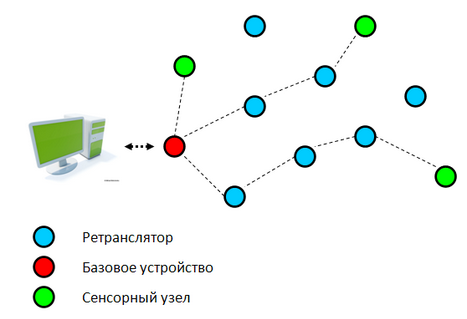 Ретранслятор
Базовое устройство
Сенсорный узел